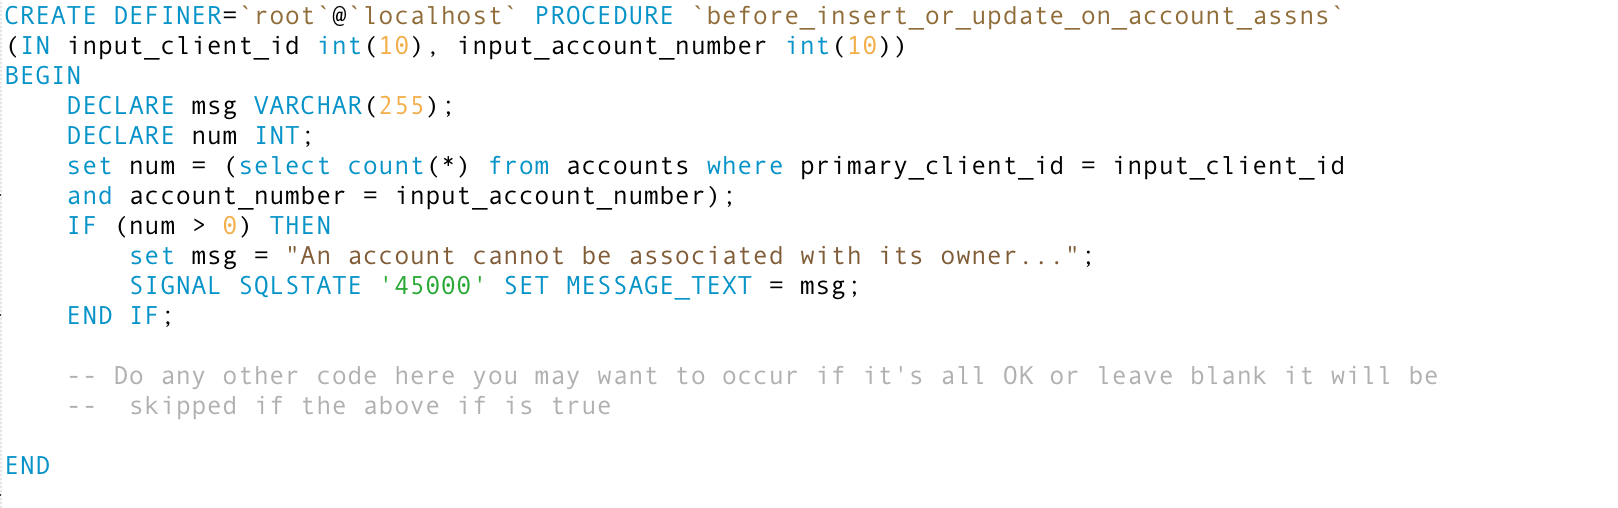 CREATE DEFINER=`root`@`localhost` PROCEDURE `before_insert_or_update_on_account_assns`
(IN input_client_id int(10), input_account_number int(10))
BEGIN
    DECLARE msg VARCHAR(255);
    DECLARE num INT;
    set num = (select count(*) from accounts where primary_client_id = input_client_id
    and account_number = input_account_number);
    IF (num > 0) THEN
        set msg = "An account cannot be associated with its owner...";
        SIGNAL SQLSTATE '45000' SET MESSAGE_TEXT = msg;
    END IF;
    -- Do any other code here you may want to occur if it's all OK or leave blank it will be
    --  skipped if the above if is true
END